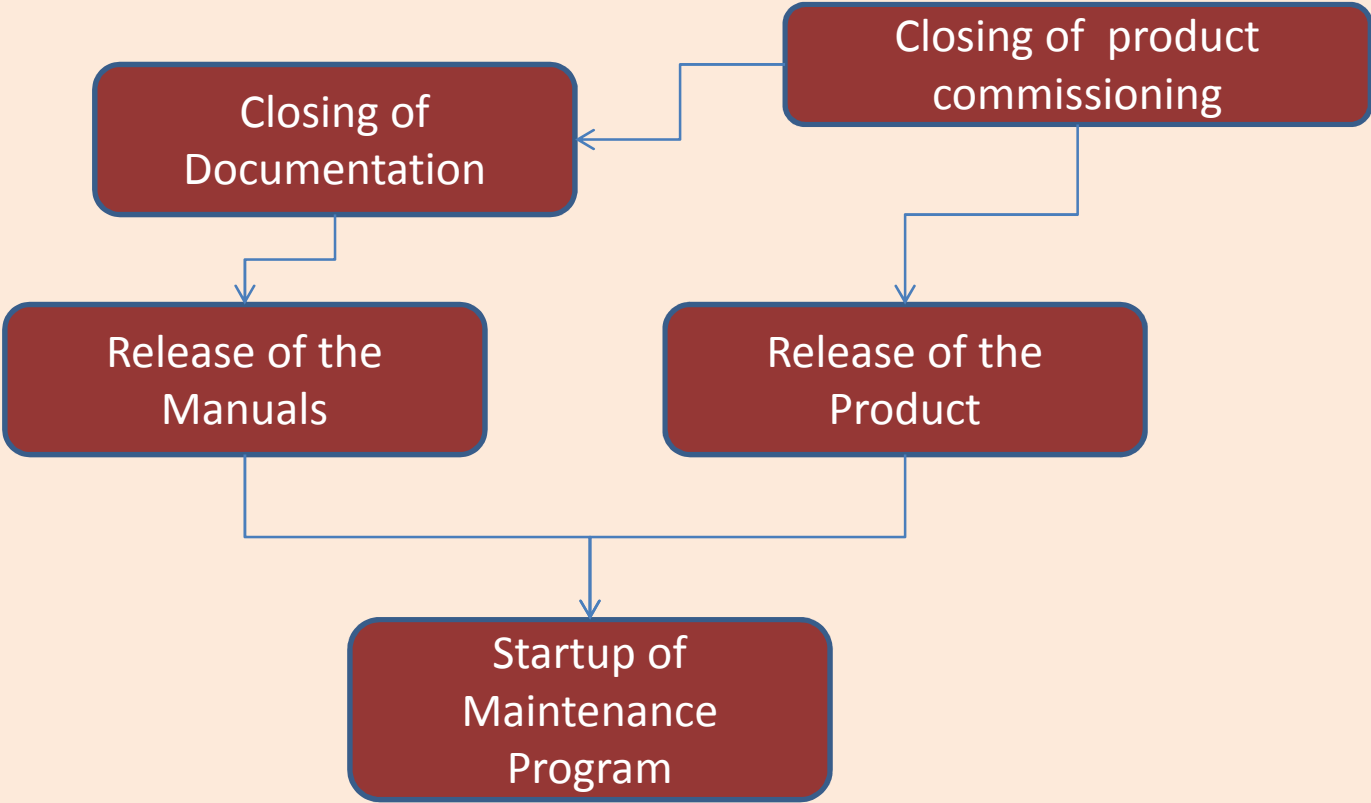 Closing of product
commissioning
Closing of
Documentation
Release of the
Manuals
Release of the
Product
Startup of
Maintenance
Program